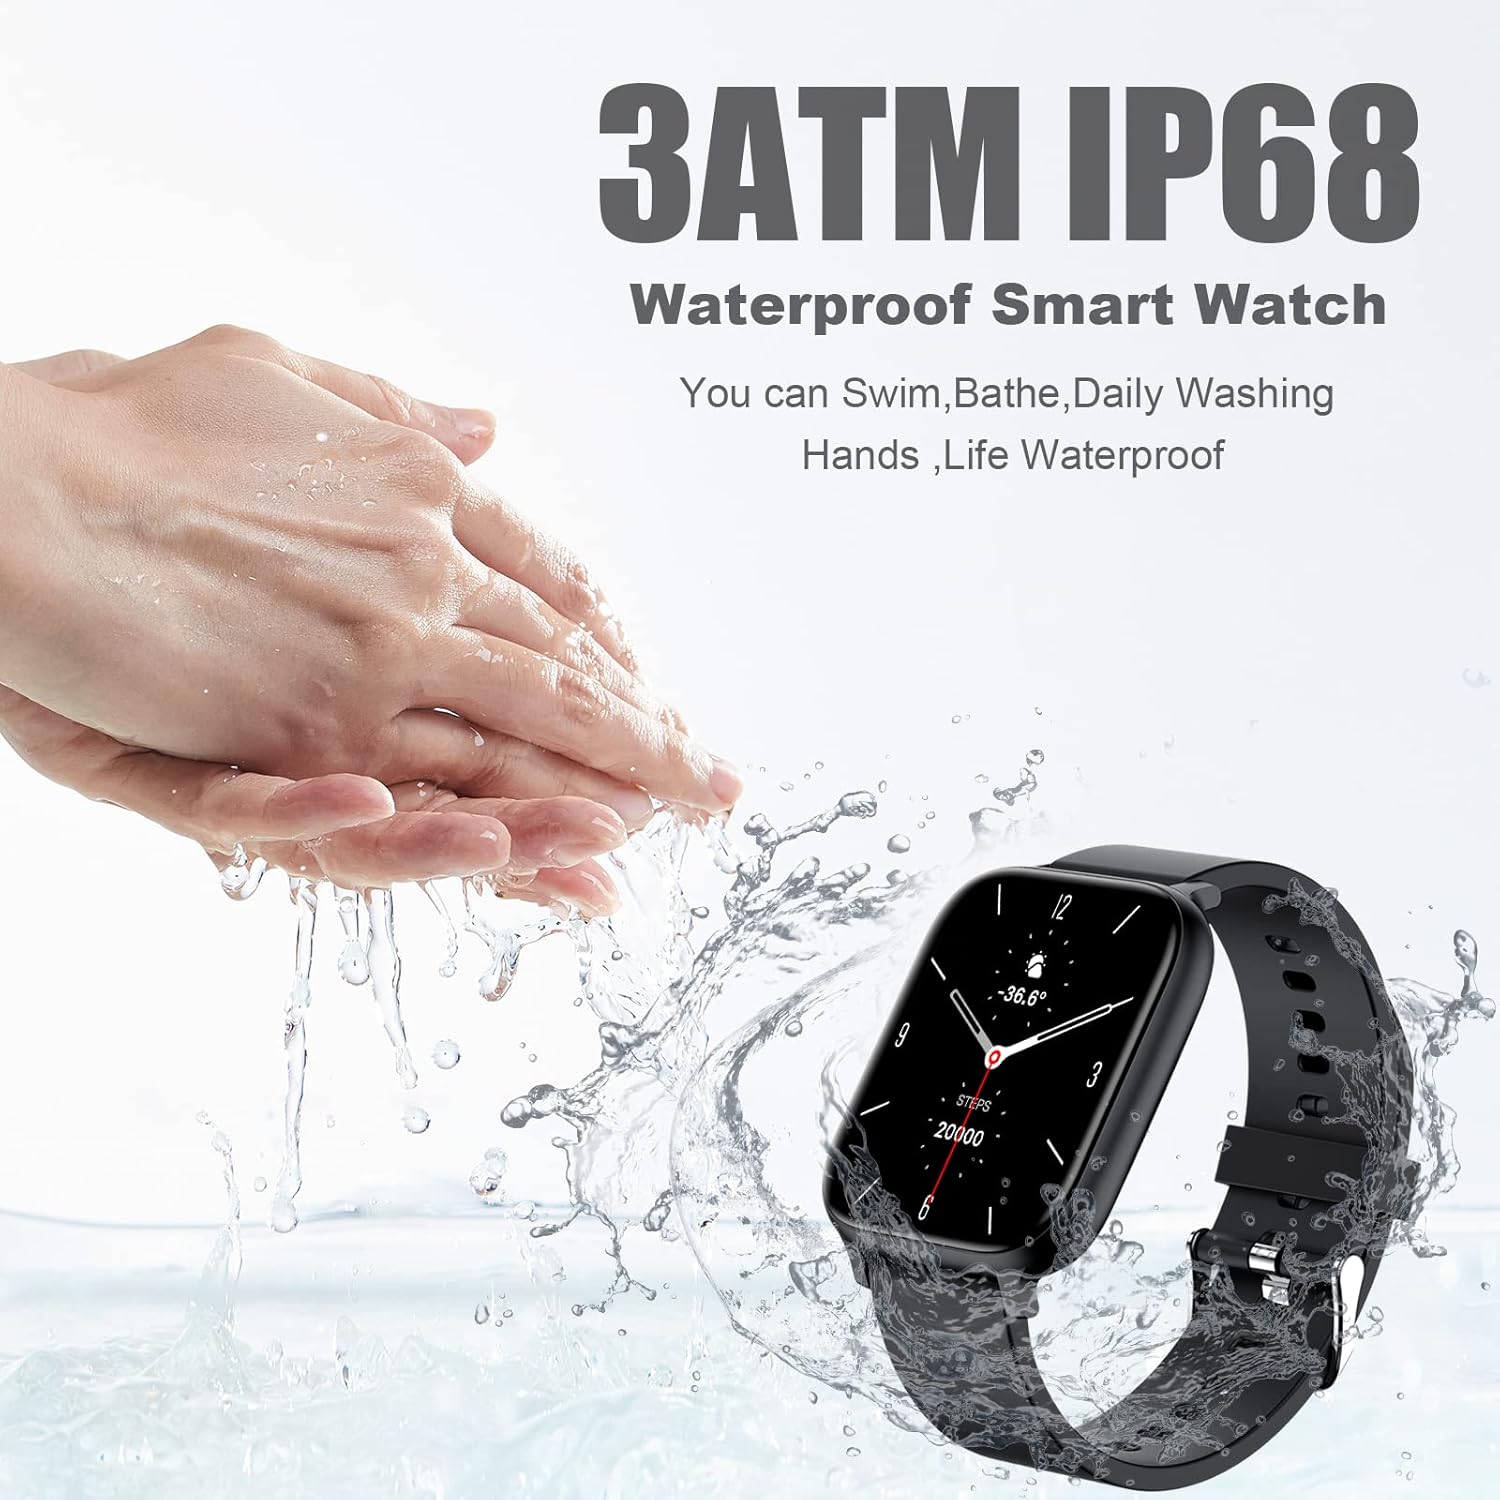 3ATM IP68
Waterproof Smart Watch
You can Swim,Bathe,Daily Washing
Hands ,Life Waterproof
12
-36.6°
9
3
STEPS
20000
6